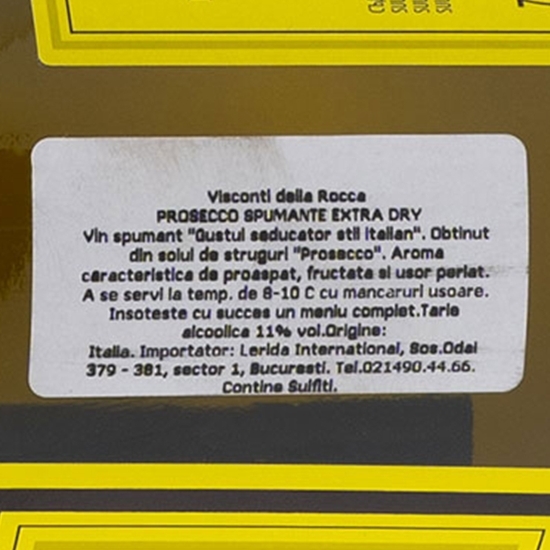 Visconti della Rocca
PROSECCO SPUMANTE EXTRA DRY
Vin spumant "Gustul seducator stil italian". Obtinut
din soiul de struguri "Prosecco". Aroma
caracteristica de proaspat, fructata si usor perlat.
A se servi la temp. de 8-10 C cu mancaruri usoare.
Insoteste cu succes un meniu complet.Tarie
alcoolica 11% vol.Origine:
Italia. Importator: Lerida International, Sos.Odai
379 - 381, sector 1, Bucuresti. Tel.021490.44.66.
Contine Sulfiti.